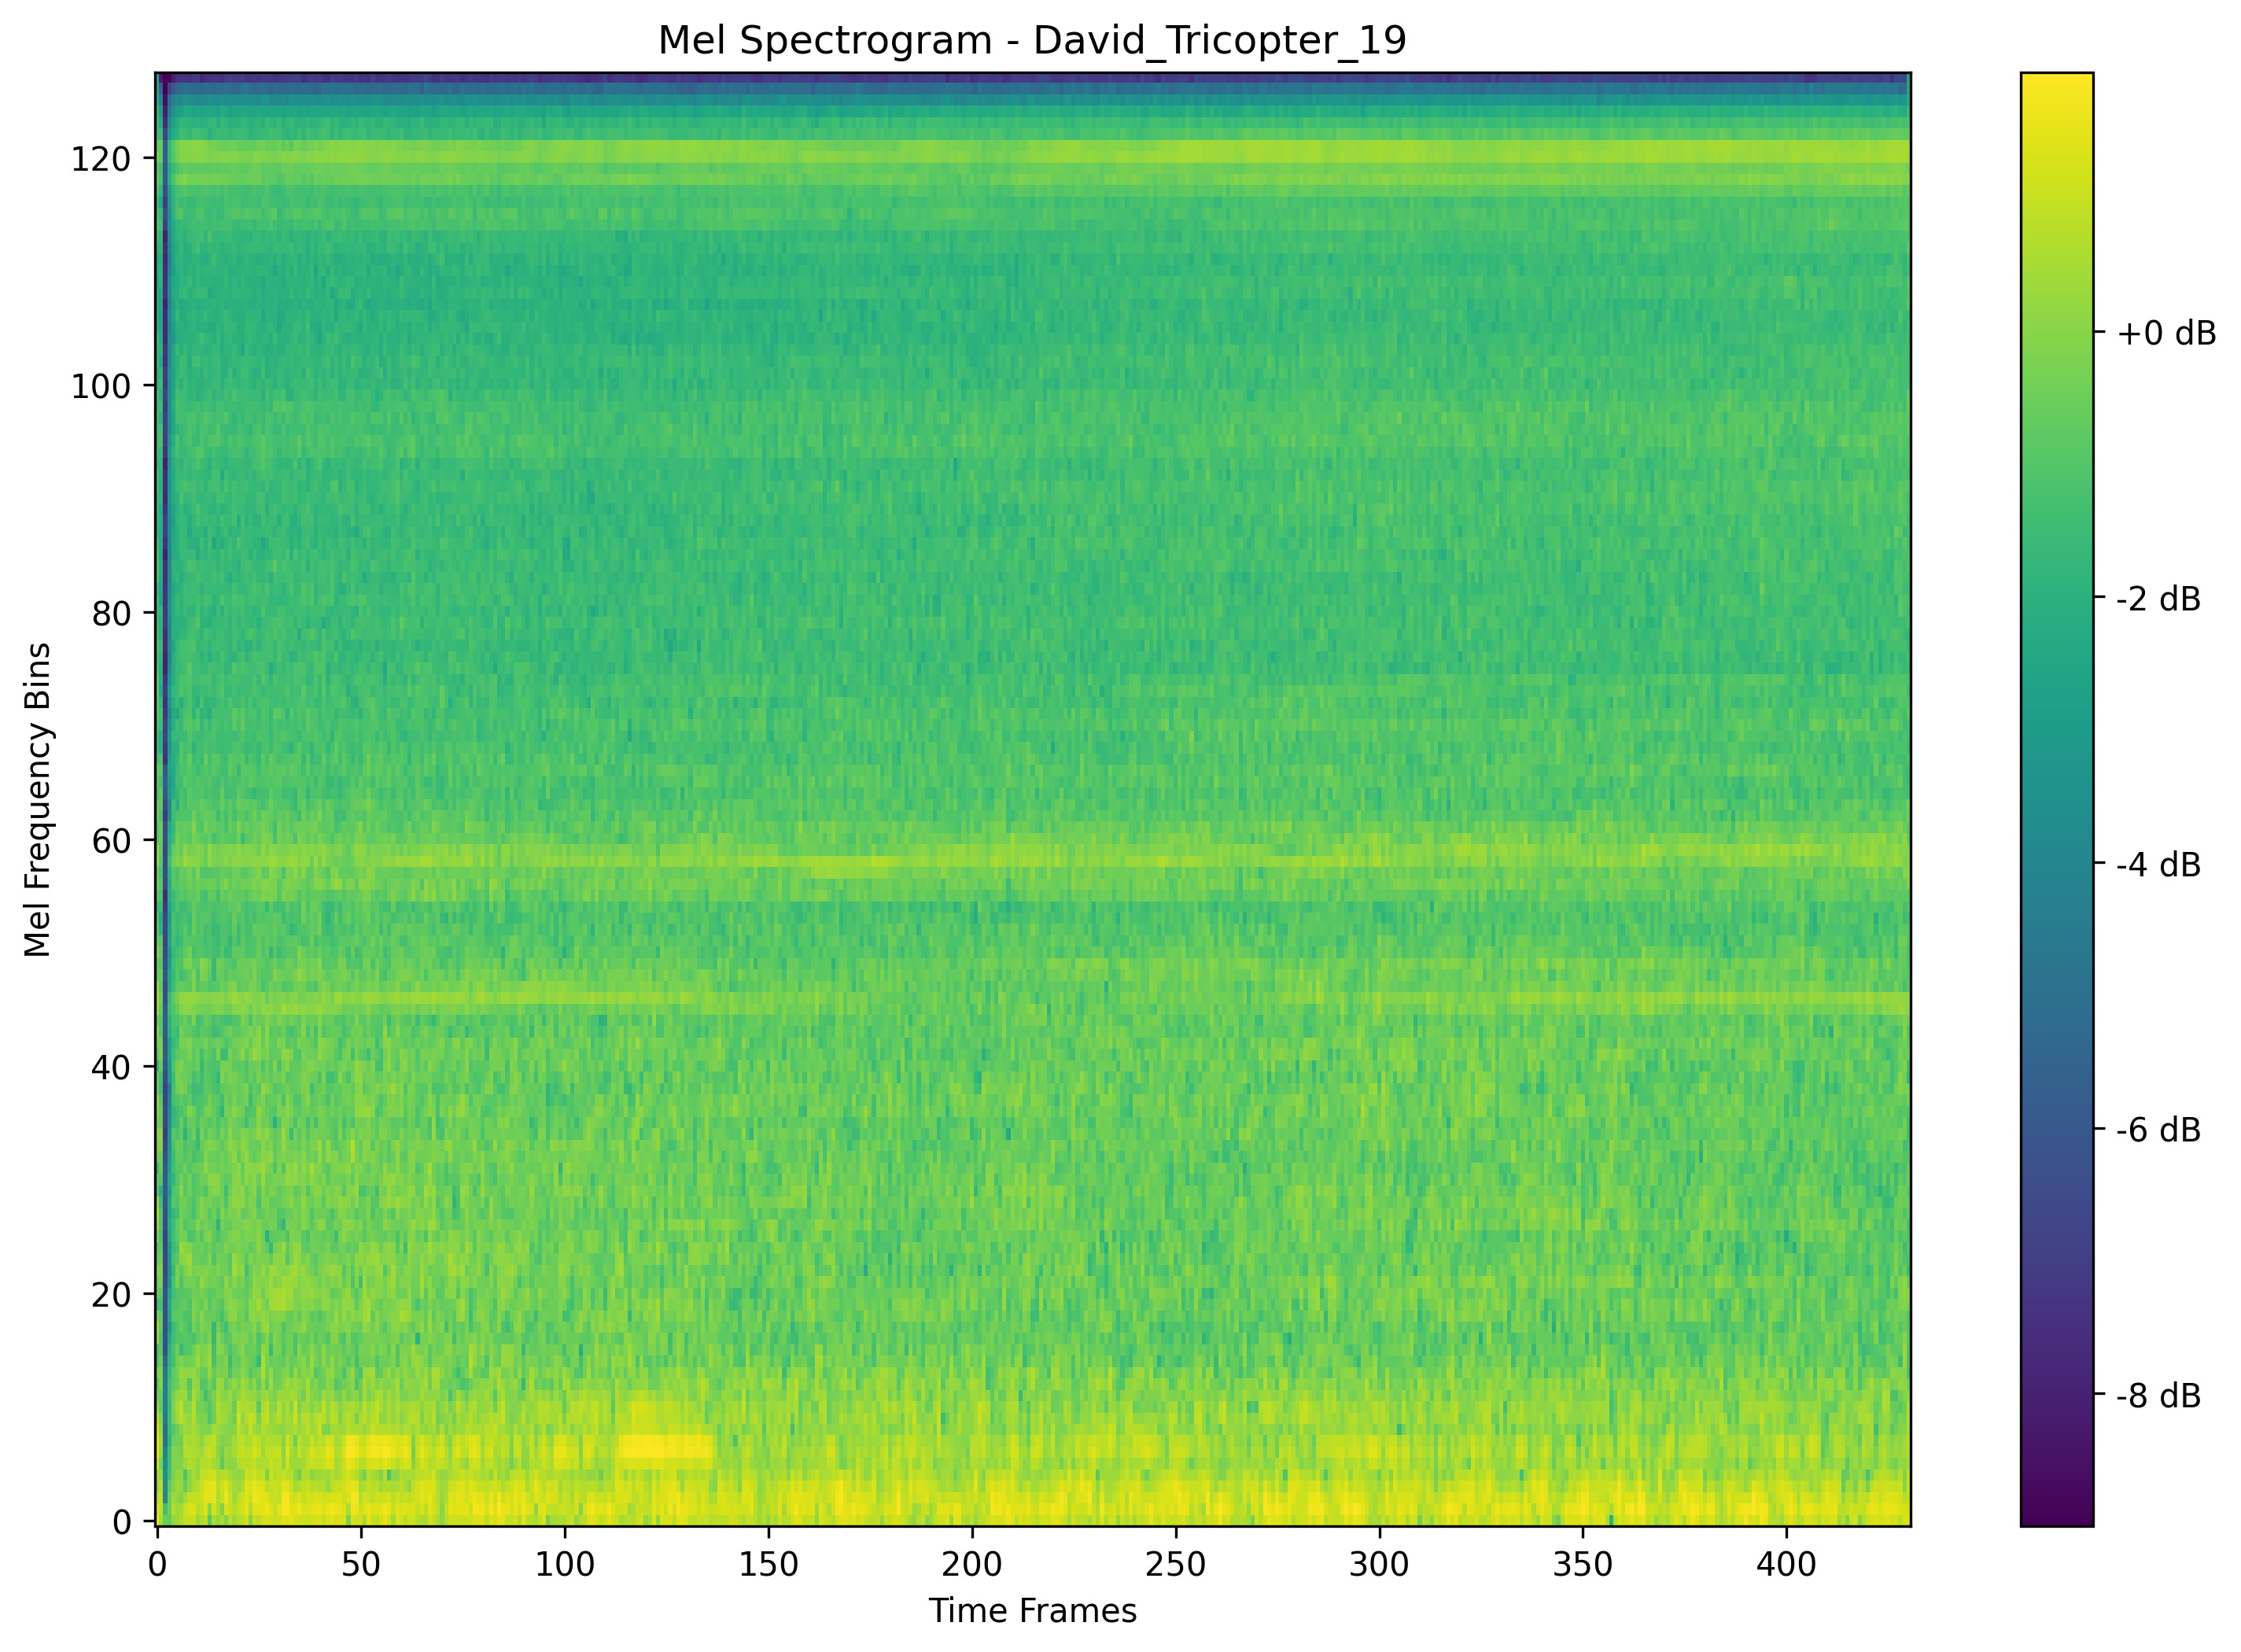 Mel Spectrogram - David_Tricopter_19
Mel Frequency Bins
120
100
80
60
40
20
0
0 50 100 150 200 250 300 350 400
Time Frames
+0 dB
-2 dB
-4 dB
-6 dB
-8 dB